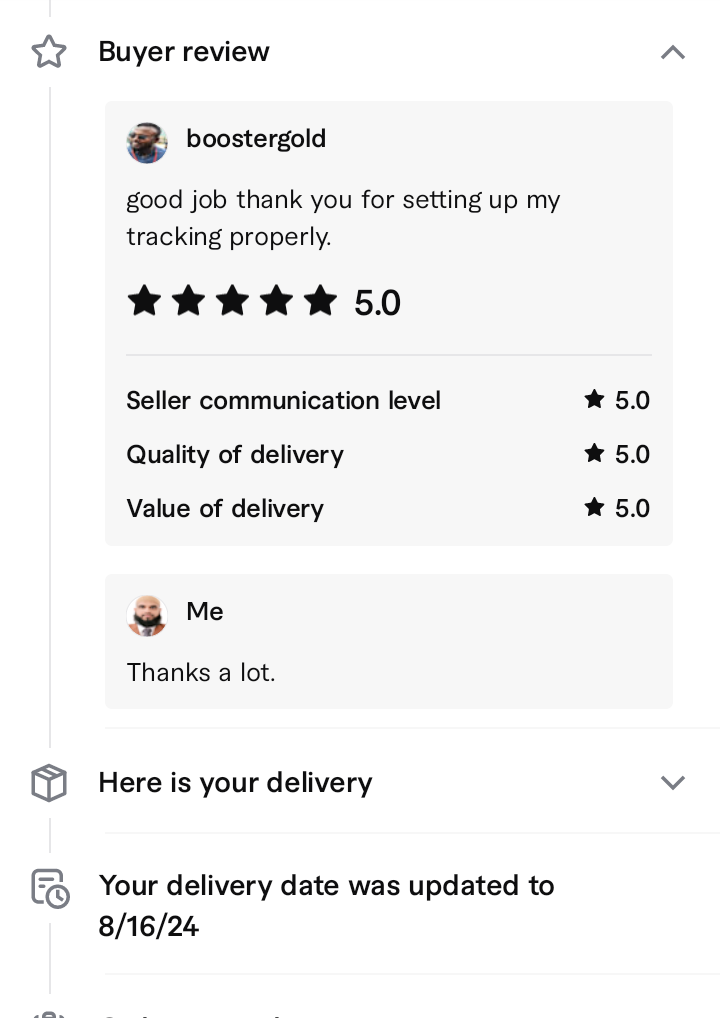 Buyer review
boostergold
good job thank you for setting up my
tracking properly.
5.0
Seller communication level 5.0
Quality of delivery 5.0
Value of delivery 5.0
Me
Thanks a lot.
Here is your delivery
Your delivery date was updated to
8/16/24